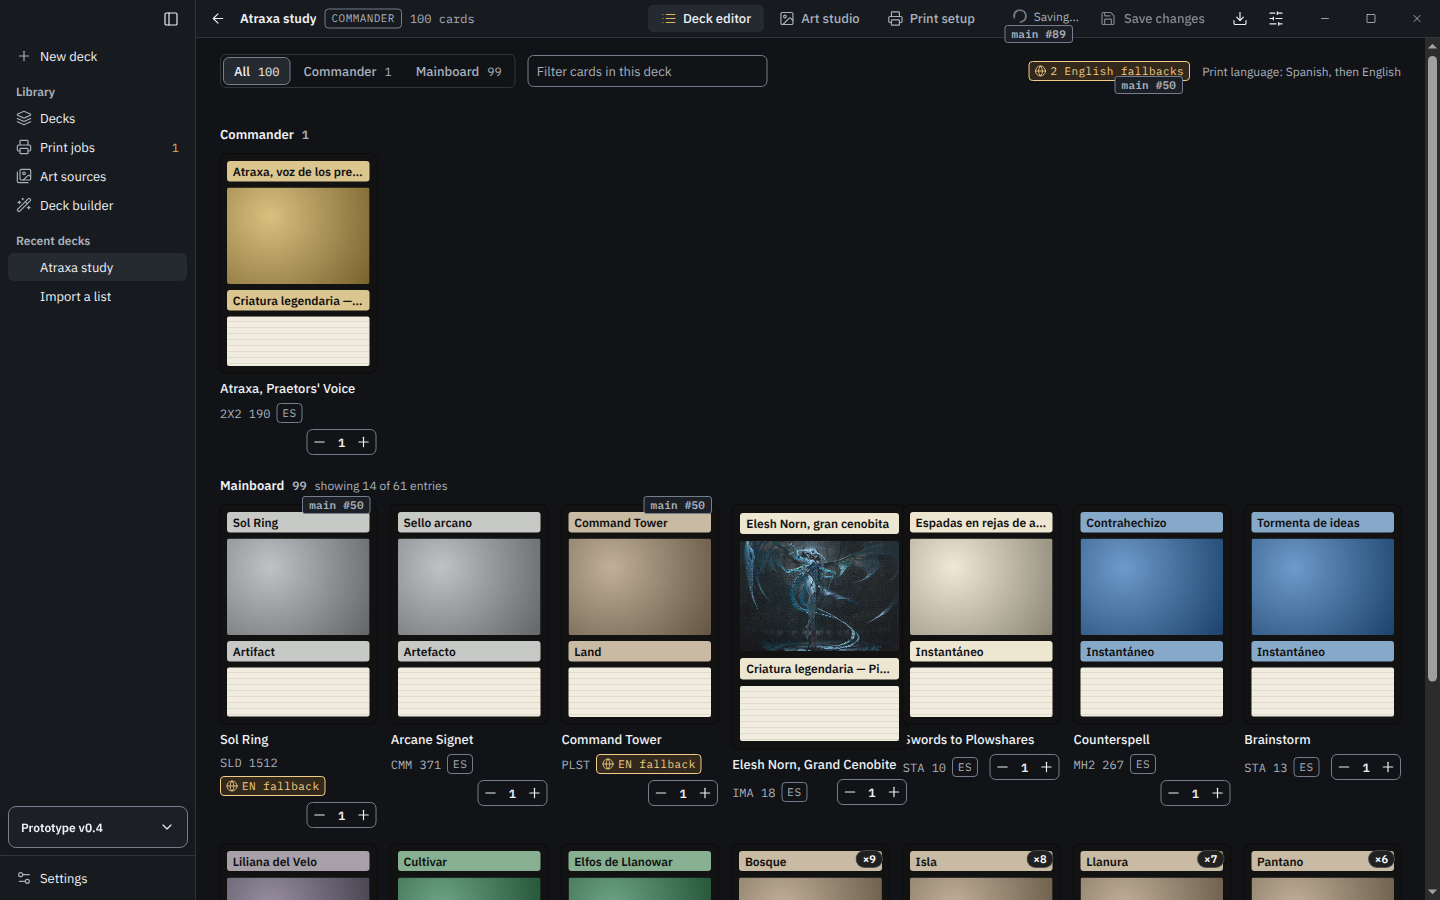 Atraxa study COMMANDER 100 cards
Deck editor
Art studio
Print setup
Saving...
Save changes
main #89
New deck
Library
Decks
Print jobs 1
Art sources
Deck builder
Recent decks
Atraxa study
Import a list
Prototype v0.4
Settings
All 100
Commander 1
Mainboard 99
Filter cards in this deck
2 English fallbacks
main #50
Print language: Spanish, then English
Commander 1
Atraxa, voz de los pre...
Criatura legendaria —...
Atraxa, Praetors' Voice
2X2 190 ES
1
Mainboard 99 showing 14 of 61 entries
main #50
Sol Ring
Artifact
Sol Ring
SLD 1512
EN fallback
1
Sello arcano
Artefacto
Arcane Signet
CMM 371 ES
1
main #50
Command Tower
Land
Command Tower
PLST EN fallback
1
Elesh Norn, gran cenobita
Criatura legendaria — Pi...
Elesh Norn, Grand Cenobite
IMA 18 ES
1
Espadas en rejas de a...
Instantáneo
Swords to Plowshares
STA 10 ES
1
Contrahechizo
Instantáneo
Counterspell
MH2 267 ES
1
Tormenta de ideas
Instantáneo
Brainstorm
STA 13 ES
1
Liliana del Velo
Cultivar
Elfos de Llanowar
Bosque ×9
Isla ×8
Llanura ×7
Pantano ×6